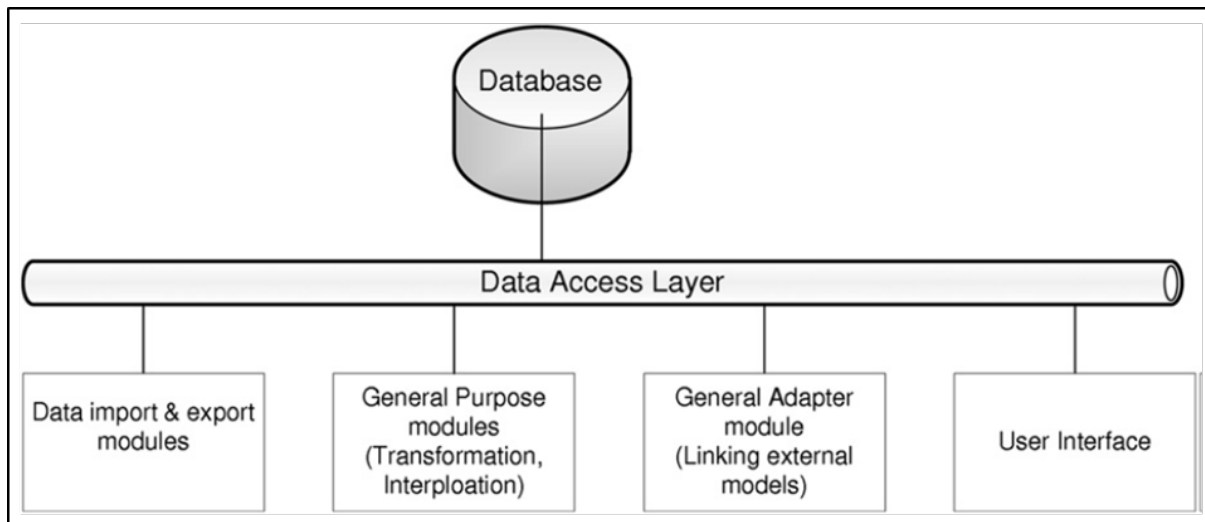 Database
Data Access Layer
Data import & export
modules
General Purpose
modules
(Transformation,
Interploation)
General Adapter
module
(Linking external
models)
User Interface